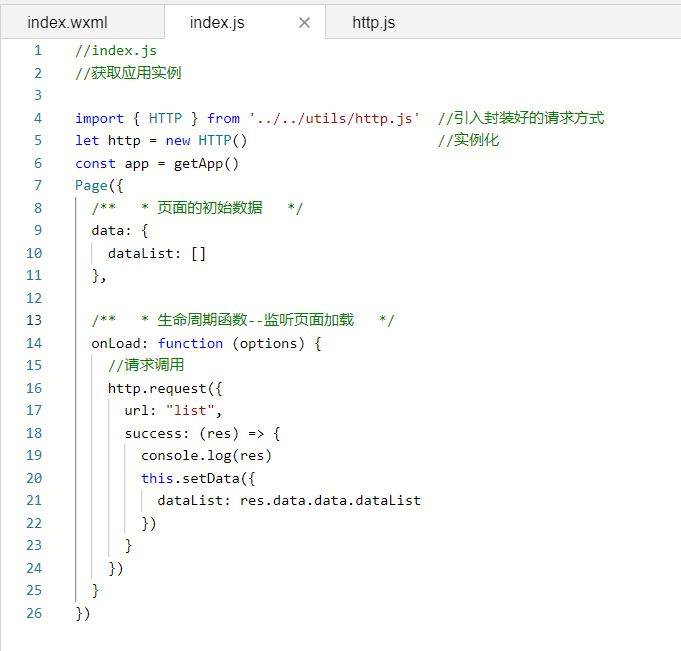 index.wxml index.js × http.js
1 //index.js
2 //获取应用实例
3
4 import { HTTP } from '../../utils/http.js' //引入封装好的请求方式
5 let http = new HTTP() //实例化
6 const app = getApp()
7 Page({
8 /** * 页面的初始数据 */
9 data: {
10 dataList: []
11 },
12
13 /** * 生命周期函数--监听页面加载 */
14 onLoad: function (options) {
15 //请求调用
16 http.request({
17 url: "list",
18 success: (res) => {
19 console.log(res)
20 this.setData({
21 dataList: res.data.data.dataList
22 })
23 }
24 })
25 }
26 })